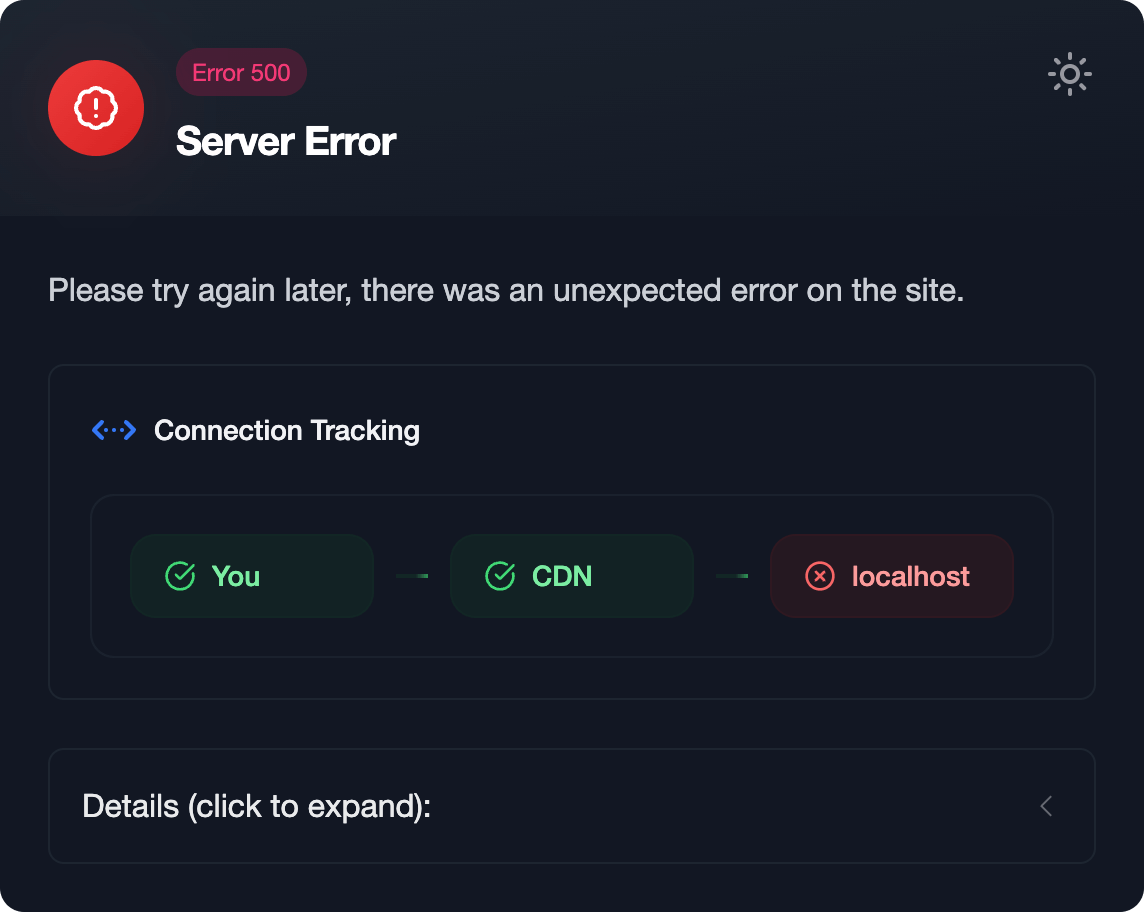 Error 500
Server Error
Please try again later, there was an unexpected error on the site.
Connection Tracking
You
CDN
localhost
Details (click to expand):